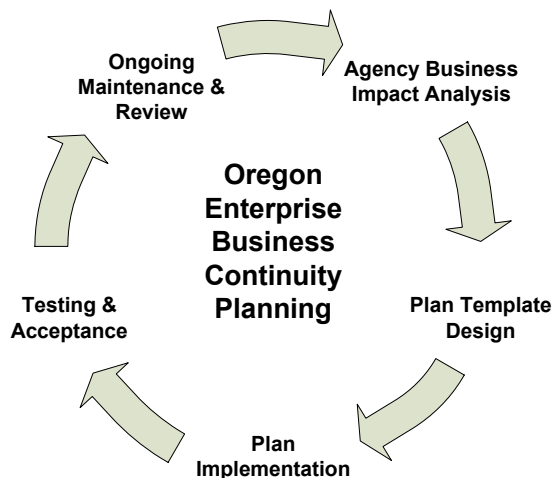 Ongoing
Maintenance &
Review
Agency Business
Impact Analysis
Oregon
Enterprise
Business
Continuity
Planning
Testing &
Acceptance
Plan Template
Design
Plan
Implementation